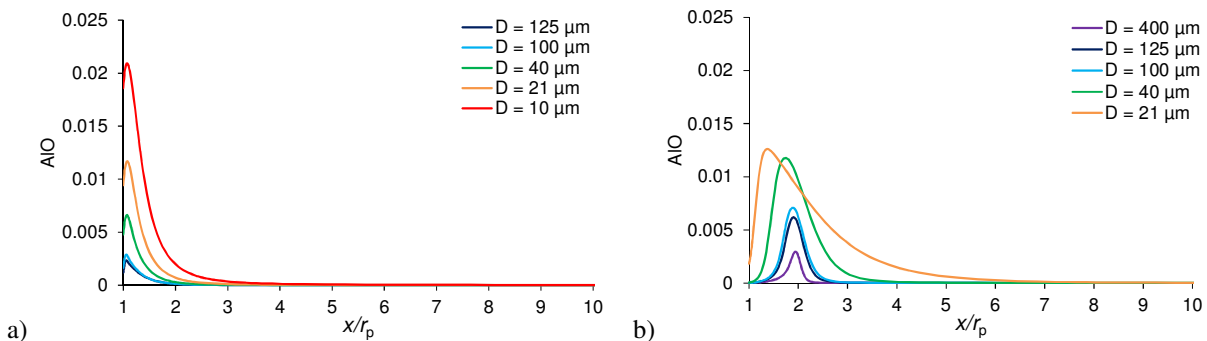 0.025
0.02
0.015
0.01
0.005
0
AIO
D = 125 µm
D = 100 µm
D = 40 µm
D = 21 µm
D = 10 µm
1 2 3 4 5 6 7 8 9 10
x/rp
a)
0.025
0.02
0.015
0.01
0.005
0
AIO
D = 400 µm
D = 125 µm
D = 100 µm
D = 40 µm
D = 21 µm
1 2 3 4 5 6 7 8 9 10
x/rp
b)